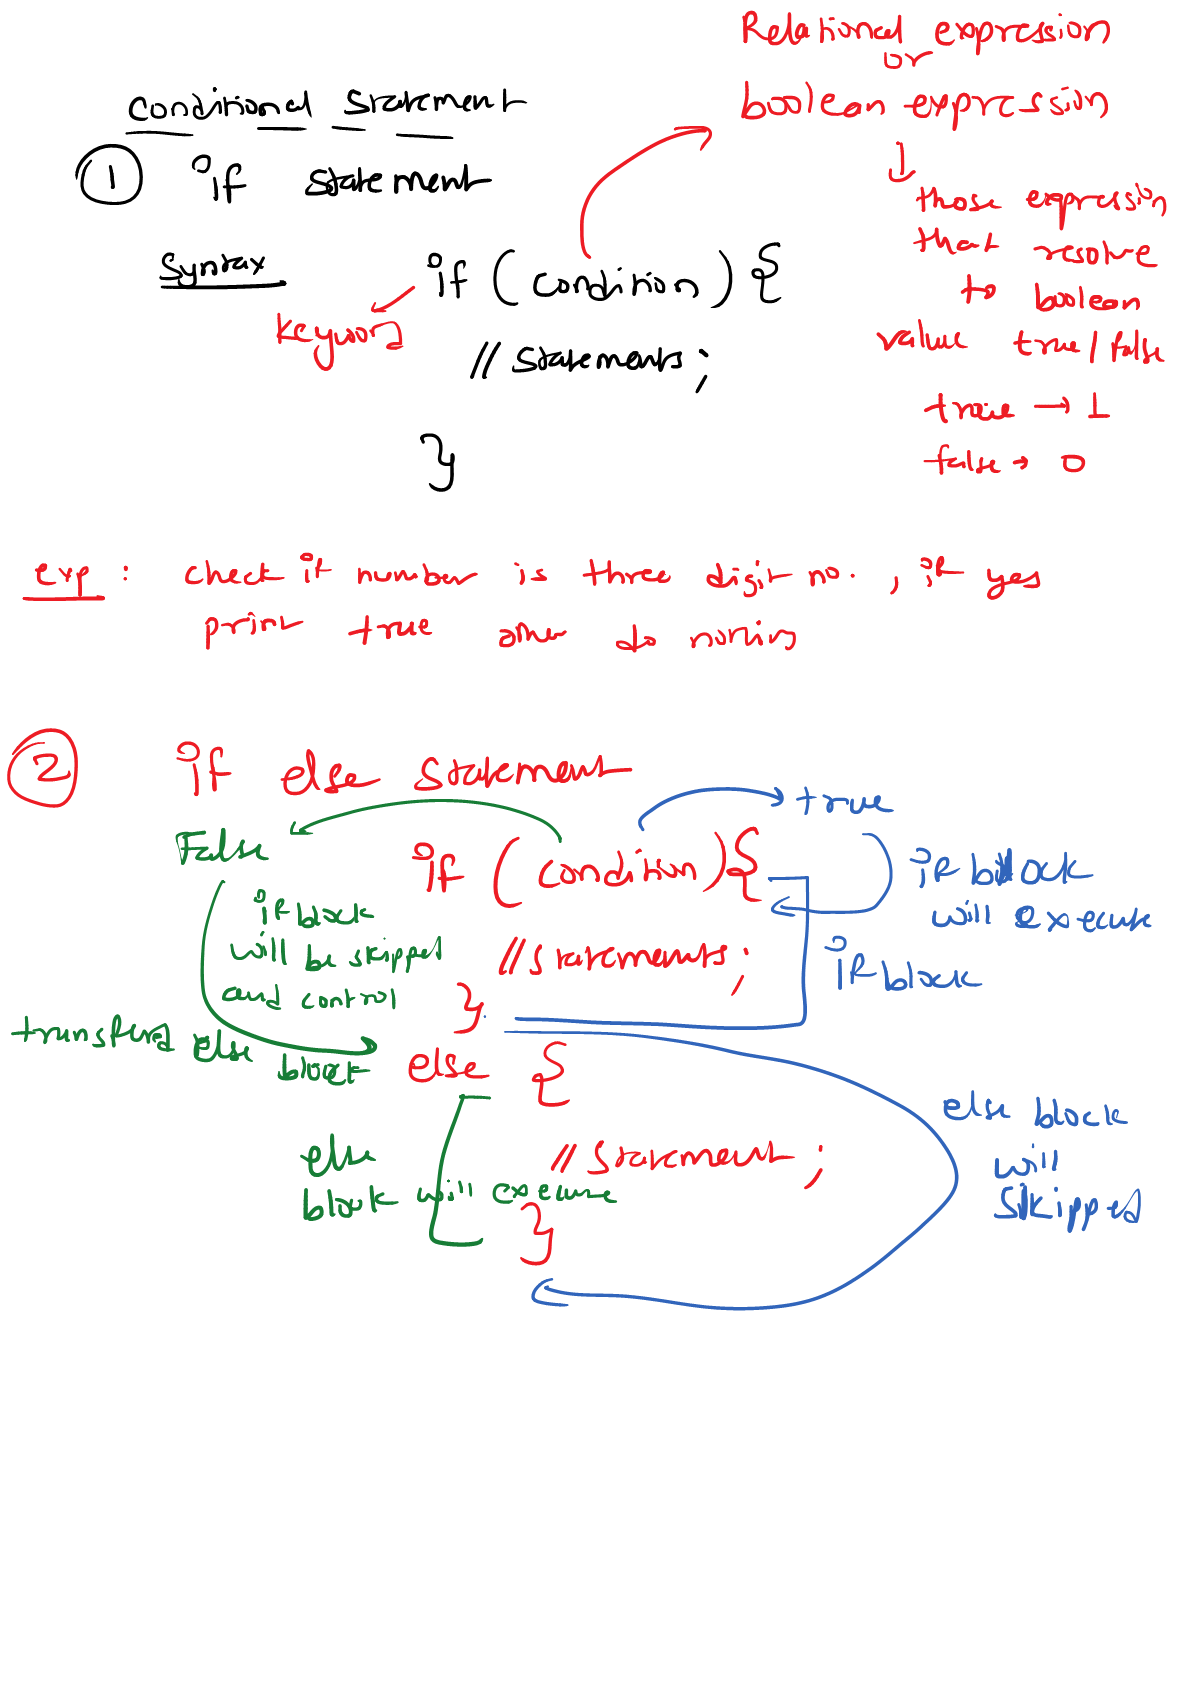 Relational expression
or
boolean expression
Conditional statement
1 if statement
those expression
that resolve
to boolean
value true/false
true → 1
false → 0
Syntax if (condition) {
keyword
// statements;
}
exp : check if number is three digit no. , if yes
print true other do nothing
2 if else statement
true
False
if (condition) {
if block
will execute
if block
will be skipped
and control
transfered else block
// statements;
if block
}
else {
else block
will
skipped
else
block will execute
// statement;
}